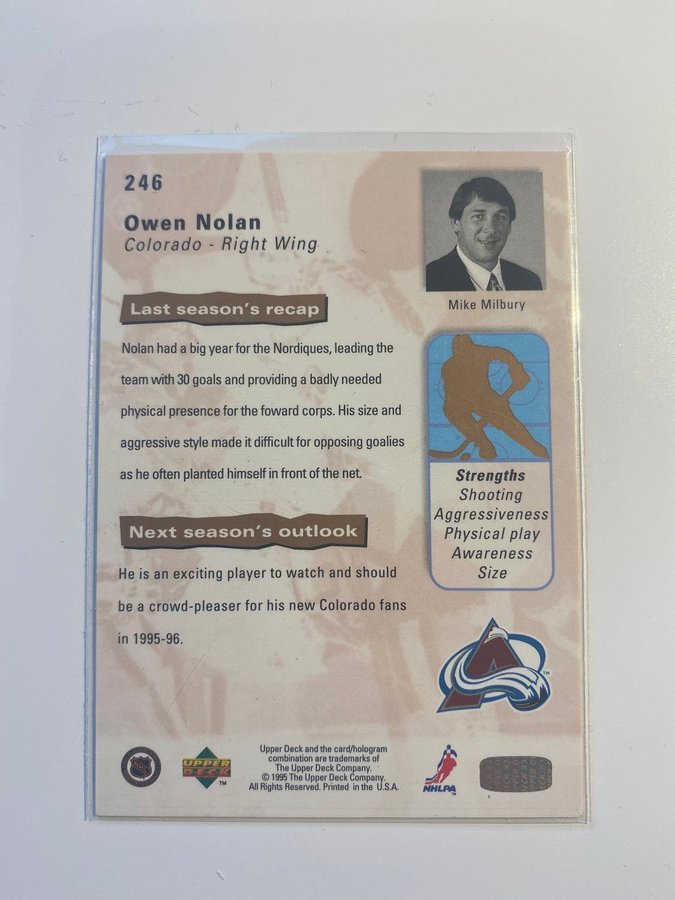 246
Owen Nolan
Colorado - Right Wing
Mike Milbury
Last season's recap
Nolan had a big year for the Nordiques, leading the
team with 30 goals and providing a badly needed
physical presence for the foward corps. His size and
aggressive style made it difficult for opposing goalies
as he often planted himself in front of the net.
Next season's outlook
He is an exciting player to watch and should
be a crowd-pleaser for his new Colorado fans
in 1995-96.
Strengths
Shooting
Aggressiveness
Physical play
Awareness
Size
A
TM
NHL
UPPER
DECK
TM
Upper Deck and the card/hologram
combination are trademarks of
The Upper Deck Company.
© 1995 The Upper Deck Company.
All Rights Reserved. Printed in the U.S.A.
NHLPA